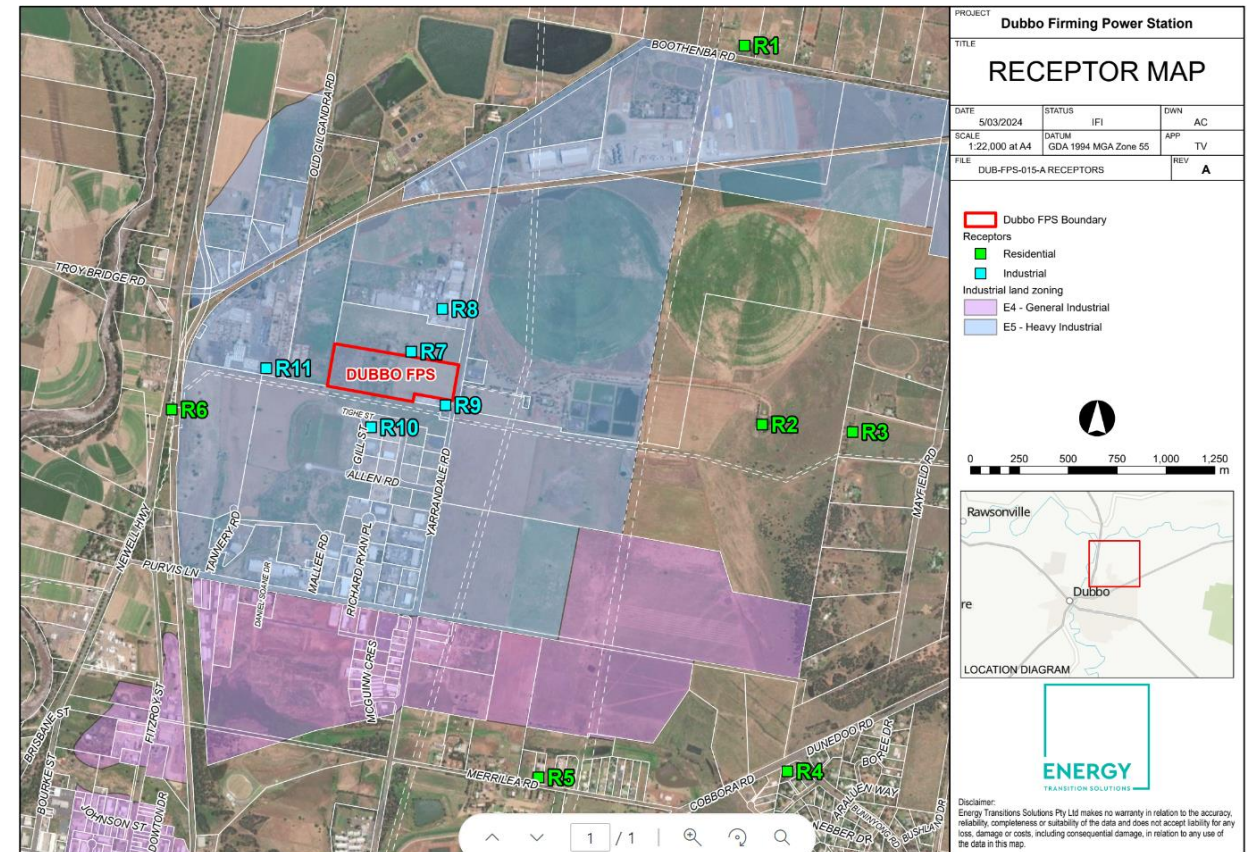 BOOTHENBA RD
R1
OLD GILGANDRA RD
TROY BRIDGE RD
R8
R7
R11
DUBBO FPS
R9
R6
TIGHE ST
R10
R2
R3
GILL ST
ALLEN RD
YARRANDALE RD
MAYFIELD RD
NEWELL HWY
TANNERY RD
MALLEE RD
RICHARD RYAN PL
PURVIS LN
DANIEL SOANE DR
MCGUINN CRES
FITZROY ST
BRISBANE ST
BOURKE ST
JOHNSON ST
DOWTON DR
MERRILEA RD
R5
COBBORA RD
R4
DUNEDOO RD
BOREE DR
ARALUEN WAY
BUNINYONG RD
WEBBER DR
BUSHLAND DR
1 / 1
PROJECT
Dubbo Firming Power Station
TITLE
RECEPTOR MAP
DATE STATUS DWN
5/03/2024 IFI AC
SCALE DATUM APP
1:22,000 at A4 GDA 1994 MGA Zone 55 TV
FILE REV
DUB-FPS-015-A RECEPTORS A
Dubbo FPS Boundary
Receptors
Residential
Industrial
Industrial land zoning
E4 - General Industrial
E5 - Heavy Industrial
0 250 500 750 1,000 1,250
m
Rawsonville
re
Dubbo
LOCATION DIAGRAM
ENERGY
TRANSITION SOLUTIONS
Disclaimer:
Energy Transitions Solutions Pty Ltd makes no warranty in relation to the accuracy,
reliability, completeness or suitability of the data and does not accept liability for any
loss, damage or costs, including consequential damage, in relation to any use of
the data in this map.